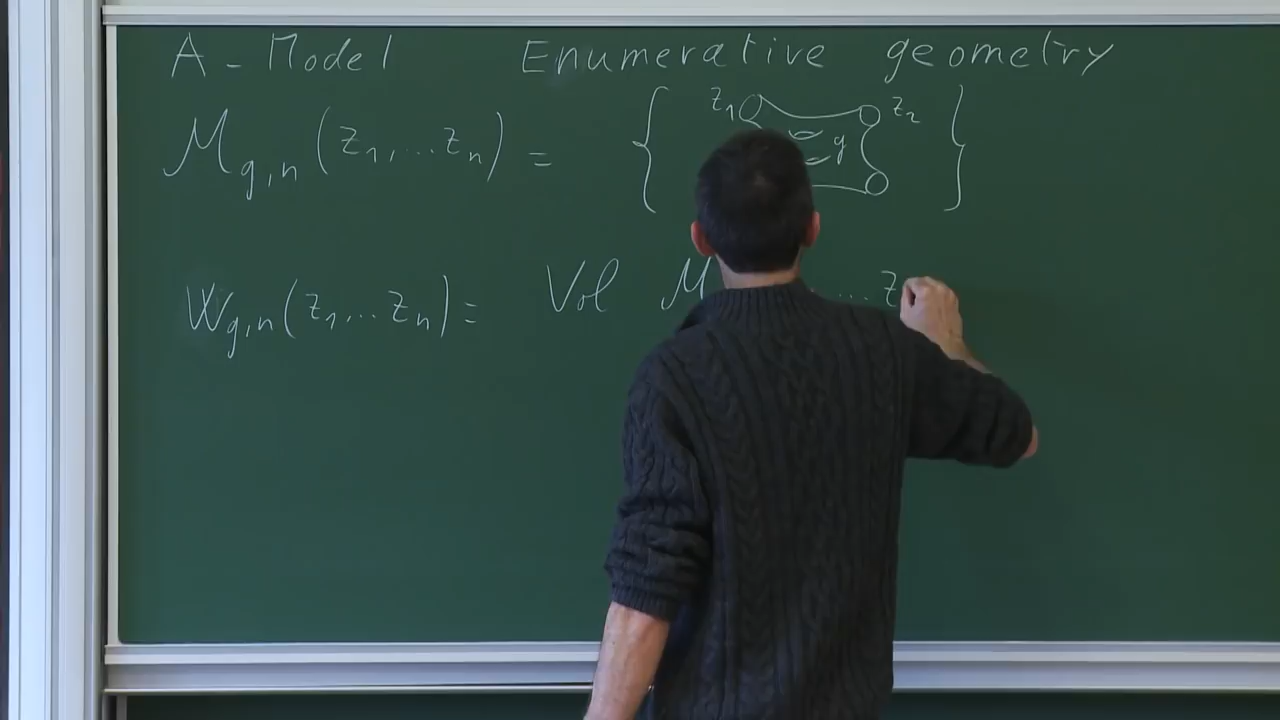 A - Model Enumerative geometry
M_{g,n}(z_1,...z_n) = { z_1 z_2 g }
W_{g,n}(z_1...z_n) = Vol M ...z